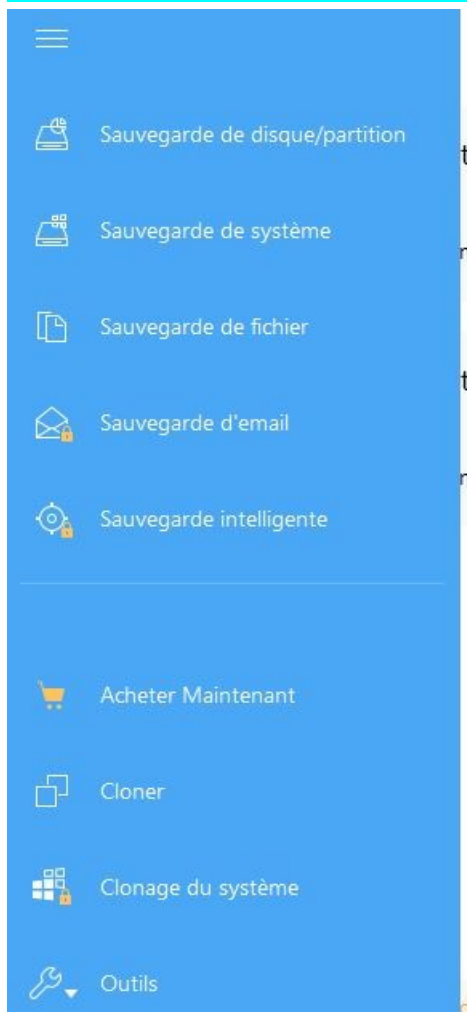 Sauvegarde de disque/partition
Sauvegarde de système
Sauvegarde de fichier
Sauvegarde d'email
Sauvegarde intelligente
Acheter Maintenant
Cloner
Clonage du système
Outils